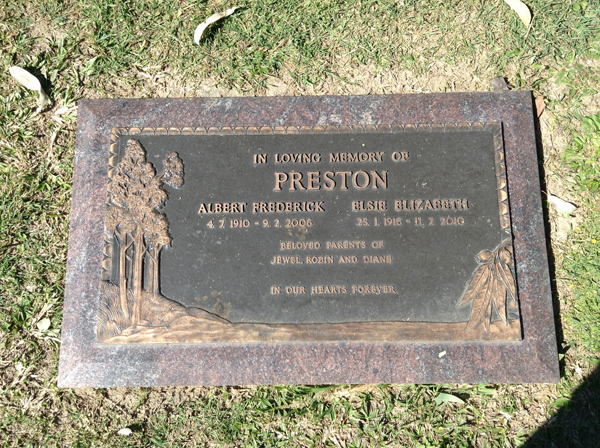 IN LOVING MEMORY OF
PRESTON
ALBERT FREDERICK ELSIE ELIZABETH
4. 7. 1910 - 9. 2. 2006 25. 1. 1916 - 11. 2. 2010
BELOVED PARENTS OF
JEWEL, ROBIN AND DIANE
IN OUR HEARTS FOREVER